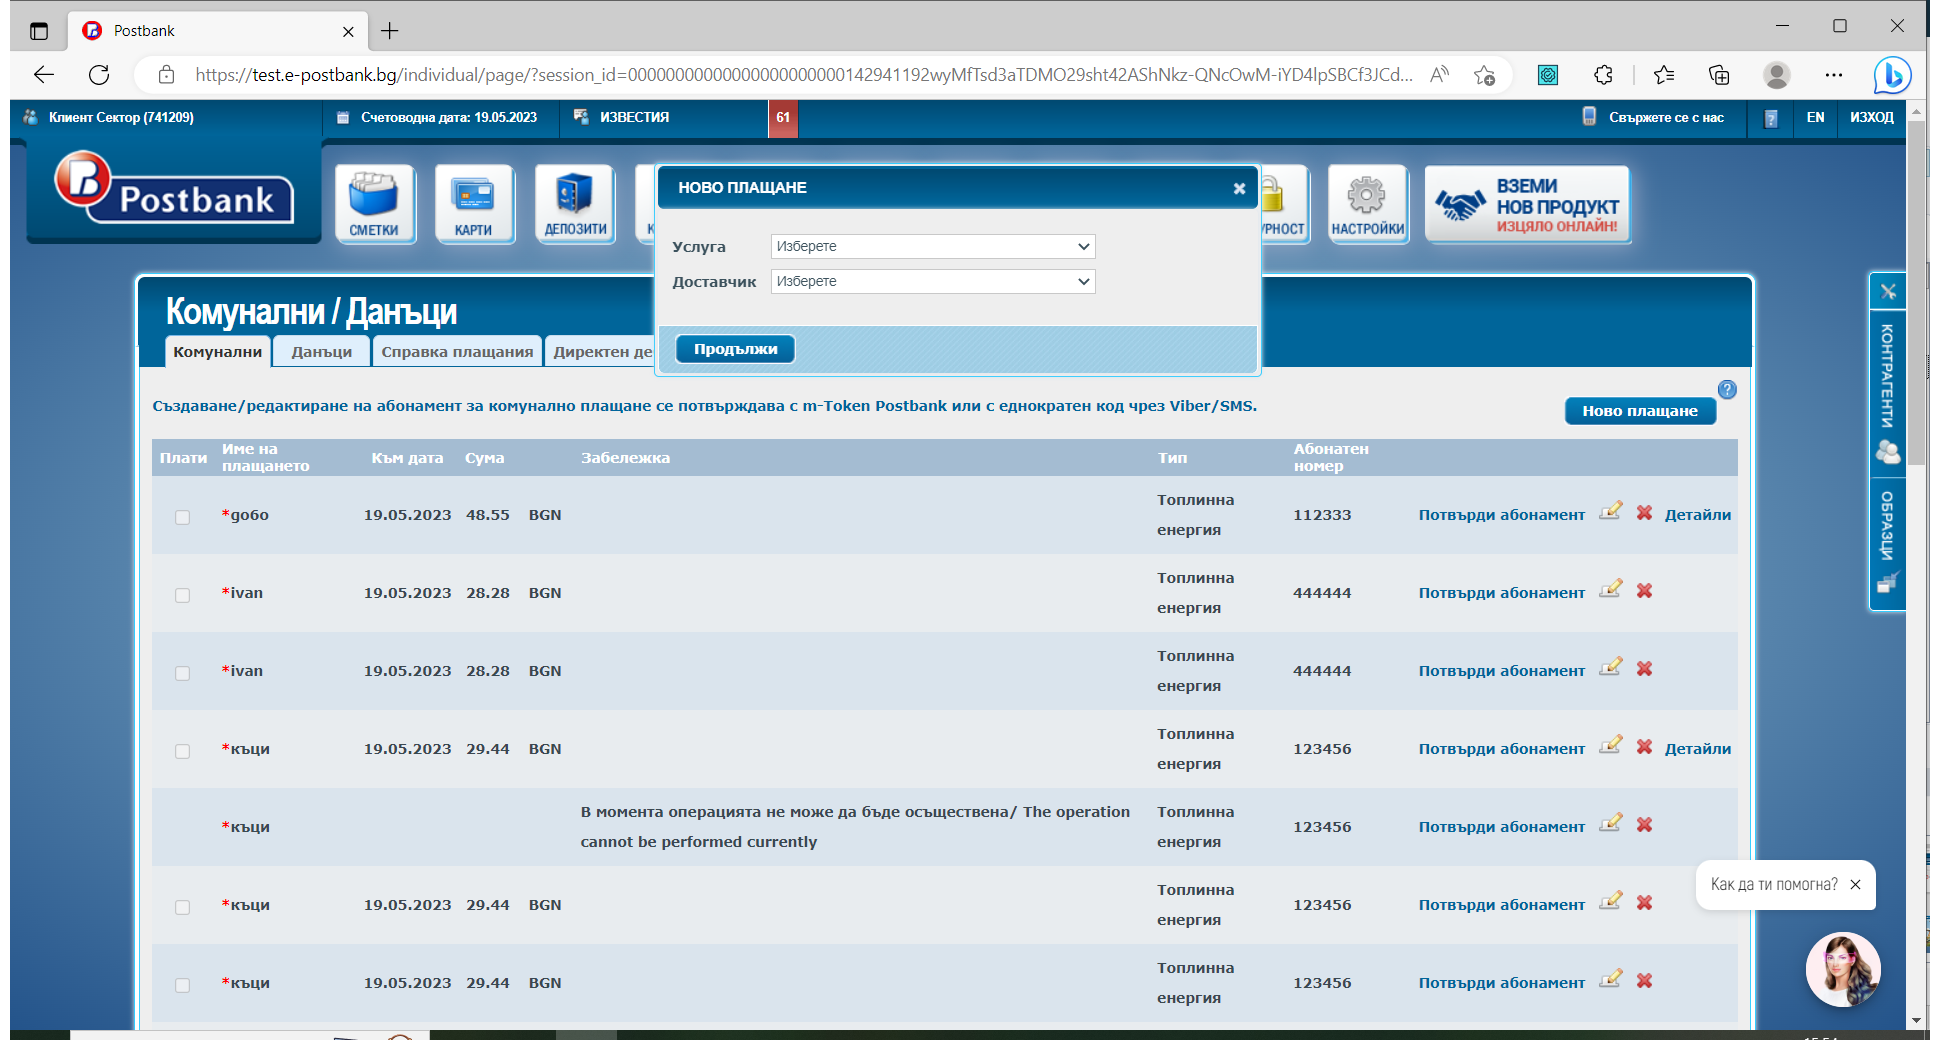 Postbank
https://test.e-postbank.bg/individual/page/?session_id=
Клиент Сектор (741209)
Счетоводна дата: 19.05.2023
ИЗВЕСТИЯ
61
Свържете се с нас
EN
ИЗХОД
Postbank
СМЕТКИ
КАРТИ
ДЕПОЗИТИ
НАСТРОЙКИ
ВЗЕМИ
НОВ ПРОДУКТ
ИЗЦЯЛО ОНЛАЙН!
НОВО ПЛАЩАНЕ
Услуга
Изберете
Доставчик
Изберете
Продължи
Комунални / Данъци
Комунални
Данъци
Справка плащания
Директен де
Създаване/редактиране на абонамент за комунално плащане се потвърждава с m-Token Postbank или с еднократен код чрез Viber/SMS.
Ново плащане
Плати
Име на
плащането
Към дата
Сума
Забележка
Тип
Абонатен
номер
*добо 19.05.2023 48.55 BGN Топлинна
енергия 112333 Потвърди абонамент Детайли
*ivan 19.05.2023 28.28 BGN Топлинна
енергия 444444 Потвърди абонамент
*ivan 19.05.2023 28.28 BGN Топлинна
енергия 444444 Потвърди абонамент
*къци 19.05.2023 29.44 BGN Топлинна
енергия 123456 Потвърди абонамент Детайли
*къци В момента операцията не може да бъде осъществена/ The operation
cannot be performed currently
Топлинна
енергия 123456 Потвърди абонамент
*къци 19.05.2023 29.44 BGN Топлинна
енергия 123456 Потвърди абонамент
*къци 19.05.2023 29.44 BGN Топлинна
енергия 123456 Потвърди абонамент
КОНТРАГЕНТИ
ОБРАЗЦИ
Как да ти помогна?